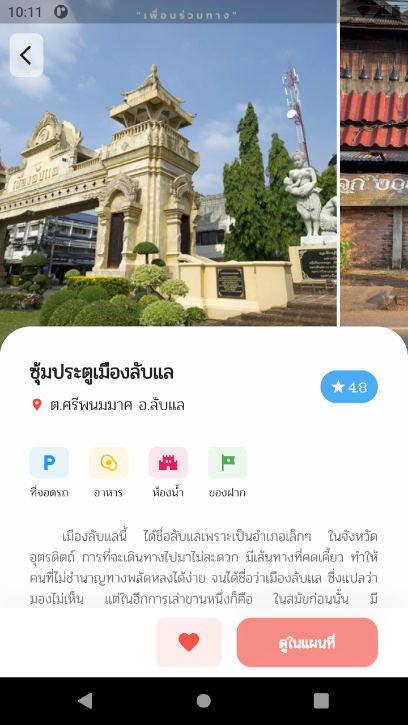 10:11
"เพื่อนร่วมทาง"
ซุ้มประตูเมืองลับแล
ต.ศรีพนมมาศ อ.ลับแล
4.8
P
ที่จอดรถ
อาหาร
ห้องน้ำ
ของฝาก
เมืองลับแลนี้ ได้ชื่อลับแลเพราะเป็นอำเภอเล็กๆ ในจังหวัด
อุตรดิตถ์ การที่จะเดินทางไปมาไม่สะดวก มีเส้นทางที่คดเคี้ยว ทำให้
คนที่ไม่ชำนาญทางพลัดหลงได้ง่าย จนได้ชื่อว่าเมืองลับแล ซึ่งแปลว่า
มองไม่เห็น แต่ในอีกการเล่าขานหนึ่งก็คือ ในสมัยก่อนนั้น มี
ดูในแผนที่